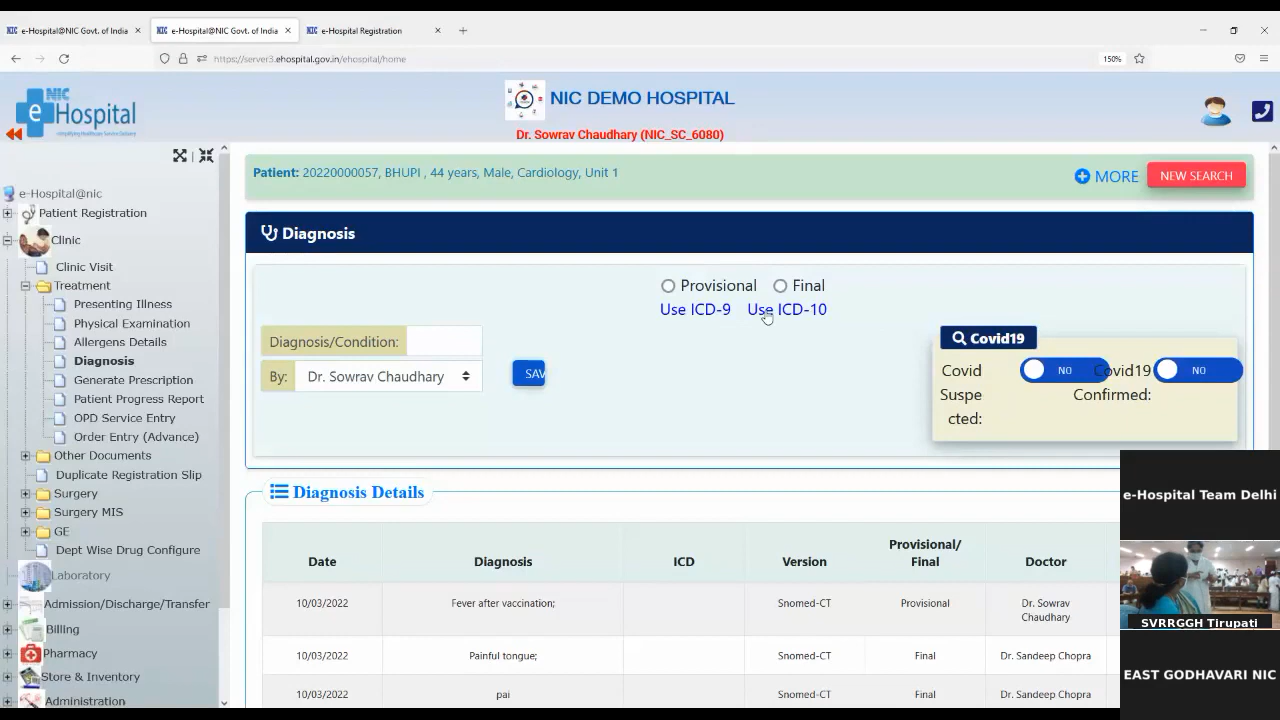 e-Hospital@NIC Govt. of India
e-Hospital@NIC Govt. of India
e-Hospital Registration
https://server3.ehospital.gov.in/ehospital/home
150%
NIC
eHospital
NIC DEMO HOSPITAL
Dr. Sowrav Chaudhary (NIC_SC_6080)
e-Hospital@nic
Patient Registration
Clinic
Clinic Visit
Treatment
Presenting Illness
Physical Examination
Allergens Details
Diagnosis
Generate Prescription
Patient Progress Report
OPD Service Entry
Order Entry (Advance)
Other Documents
Duplicate Registration Slip
Surgery
Surgery MIS
GE
Dept Wise Drug Configure
Laboratory
Admission/Discharge/Transfer
Billing
Pharmacy
Store & Inventory
Administration
Patient: 20220000057, BHUPI , 44 years, Male, Cardiology, Unit 1
MORE
NEW SEARCH
Diagnosis
Provisional Final
Use ICD-9 Use ICD-10
Diagnosis/Condition:
By: Dr. Sowrav Chaudhary
SAV
Covid19
Covid Suspe cted:
NO
Covid19 Confirmed:
NO
Diagnosis Details
Date Diagnosis ICD Version Provisional/ Final Doctor
10/03/2022 Fever after vaccination; Snomed-CT Provisional Dr. Sowrav Chaudhary
10/03/2022 Painful tongue; Snomed-CT Final Dr. Sandeep Chopra
10/03/2022 pai Snomed-CT Final Dr. Sandeep Chopra
e-Hospital Team Delhi
SVRRGGH Tirupati
EAST GODHAVARI NIC